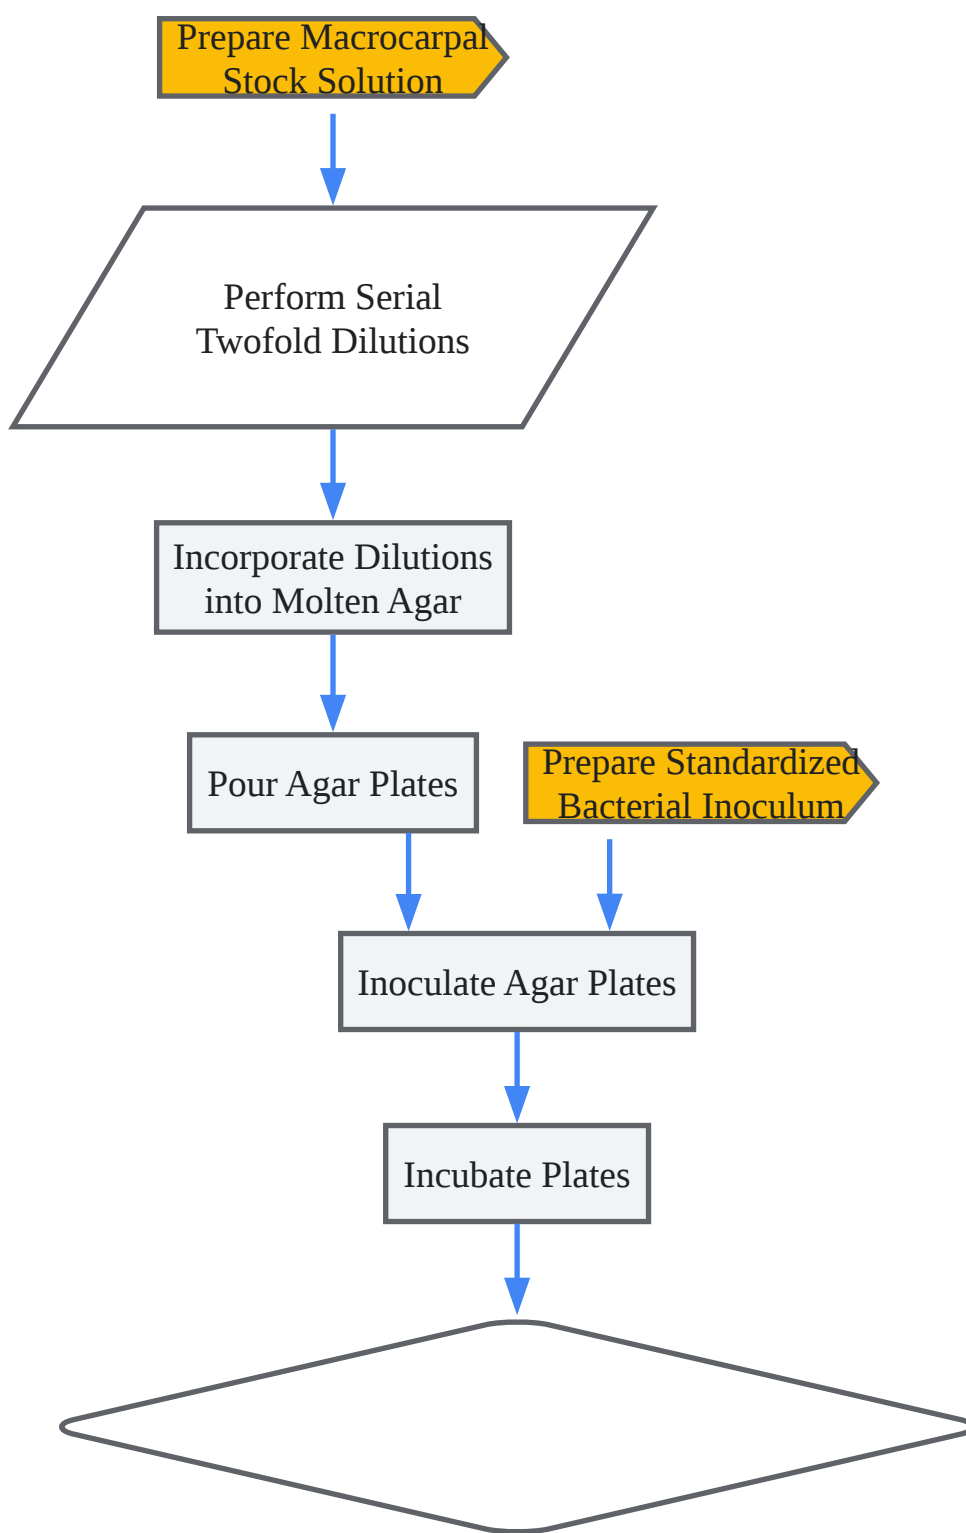 Prepare Macrocarpal
Stock Solution
Perform Serial
Twofold Dilutions
Incorporate Dilutions
into Molten Agar
Pour Agar Plates
Prepare Standardized
Bacterial Inoculum
Inoculate Agar Plates
Incubate Plates